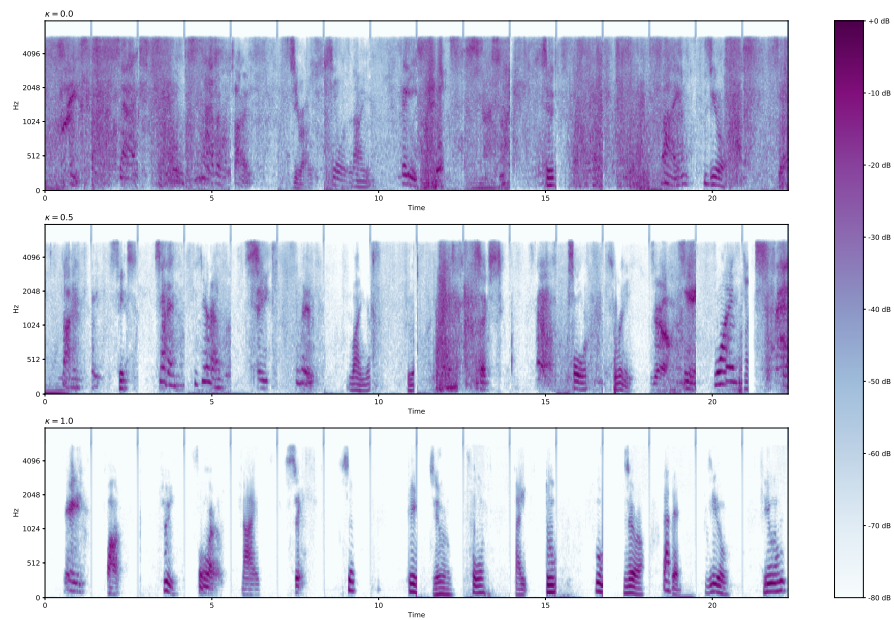 κ = 0.0
4096
2048
Hz
1024
512
0
0
5
10
15
20
Time
κ = 0.5
4096
2048
Hz
1024
512
0
0
5
10
15
20
Time
κ = 1.0
4096
2048
Hz
1024
512
0
0
5
10
15
20
Time
+0 dB
-10 dB
-20 dB
-30 dB
-40 dB
-50 dB
-60 dB
-70 dB
-80 dB